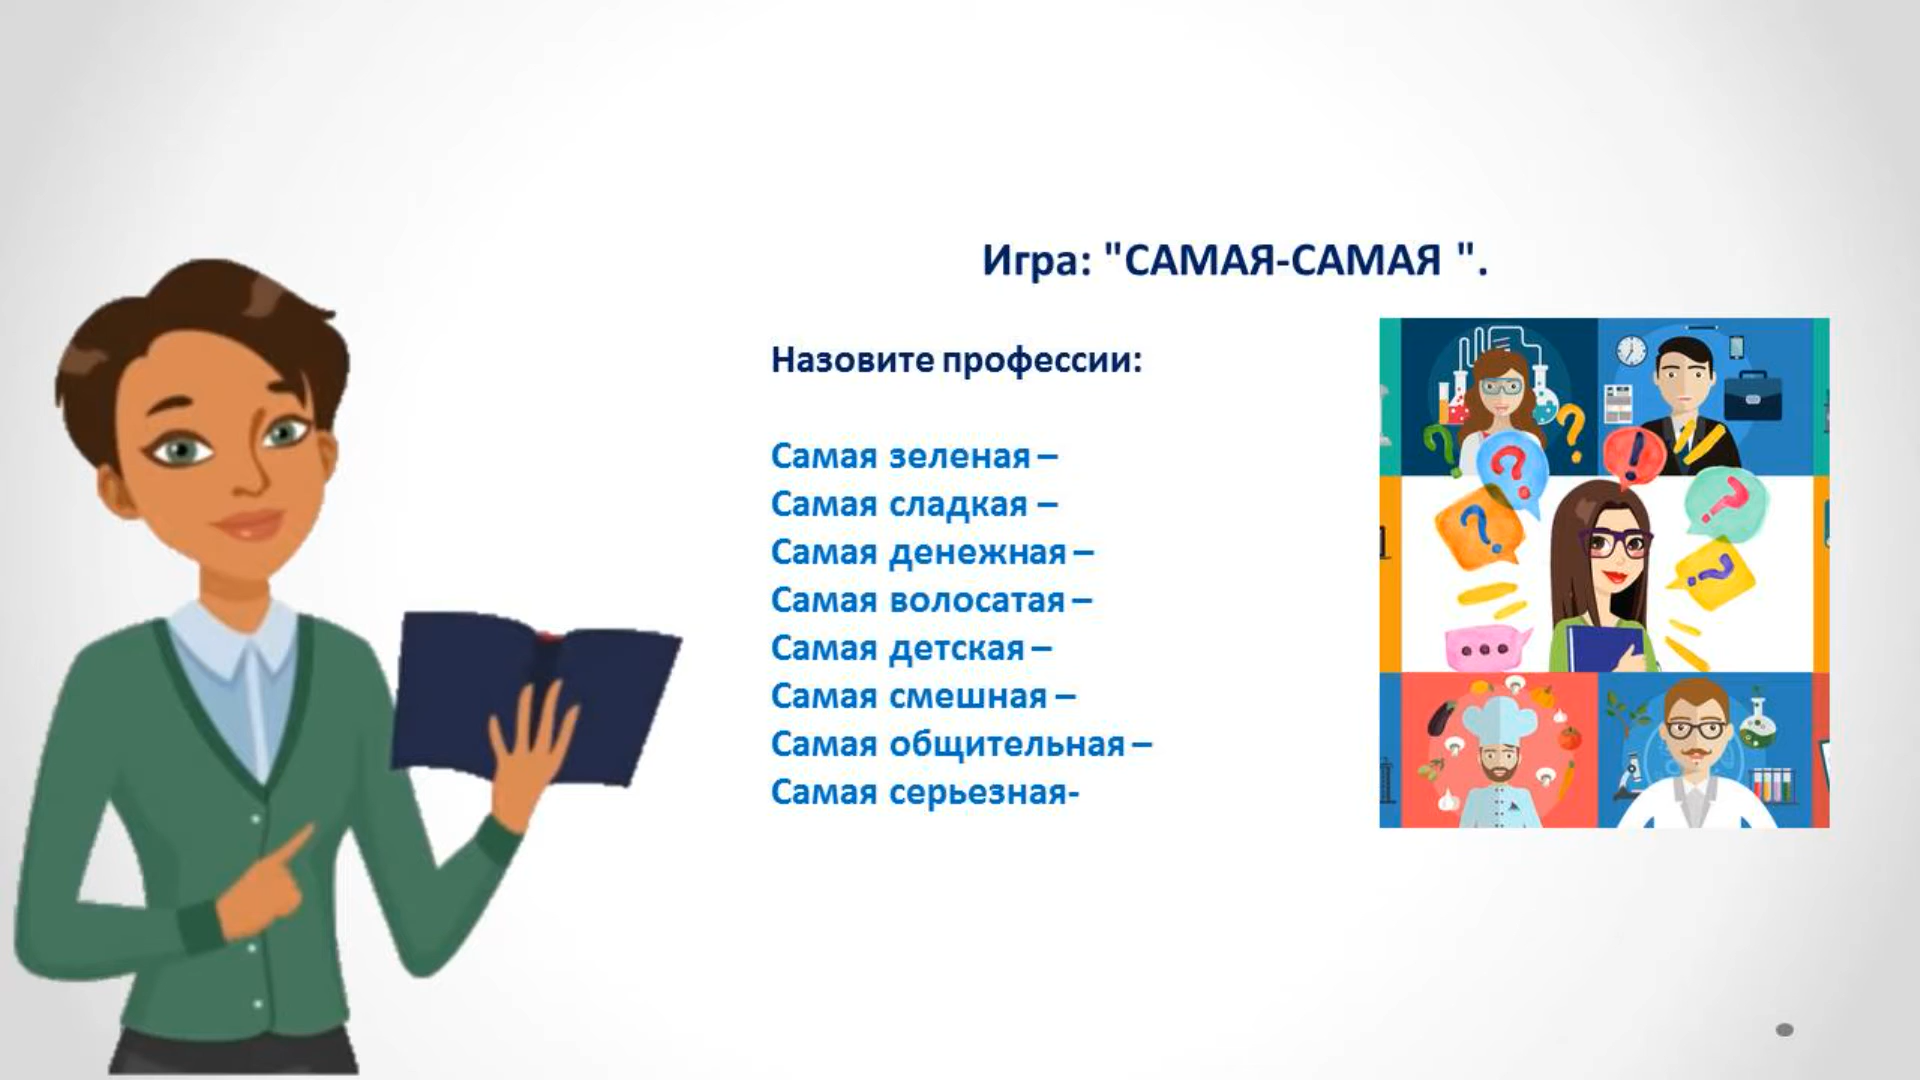 Игра: "САМАЯ-САМАЯ ".
Назовите профессии:
Самая зеленая –
Самая сладкая –
Самая денежная –
Самая волосатая –
Самая детская –
Самая смешная –
Самая общительная –
Самая серьезная-